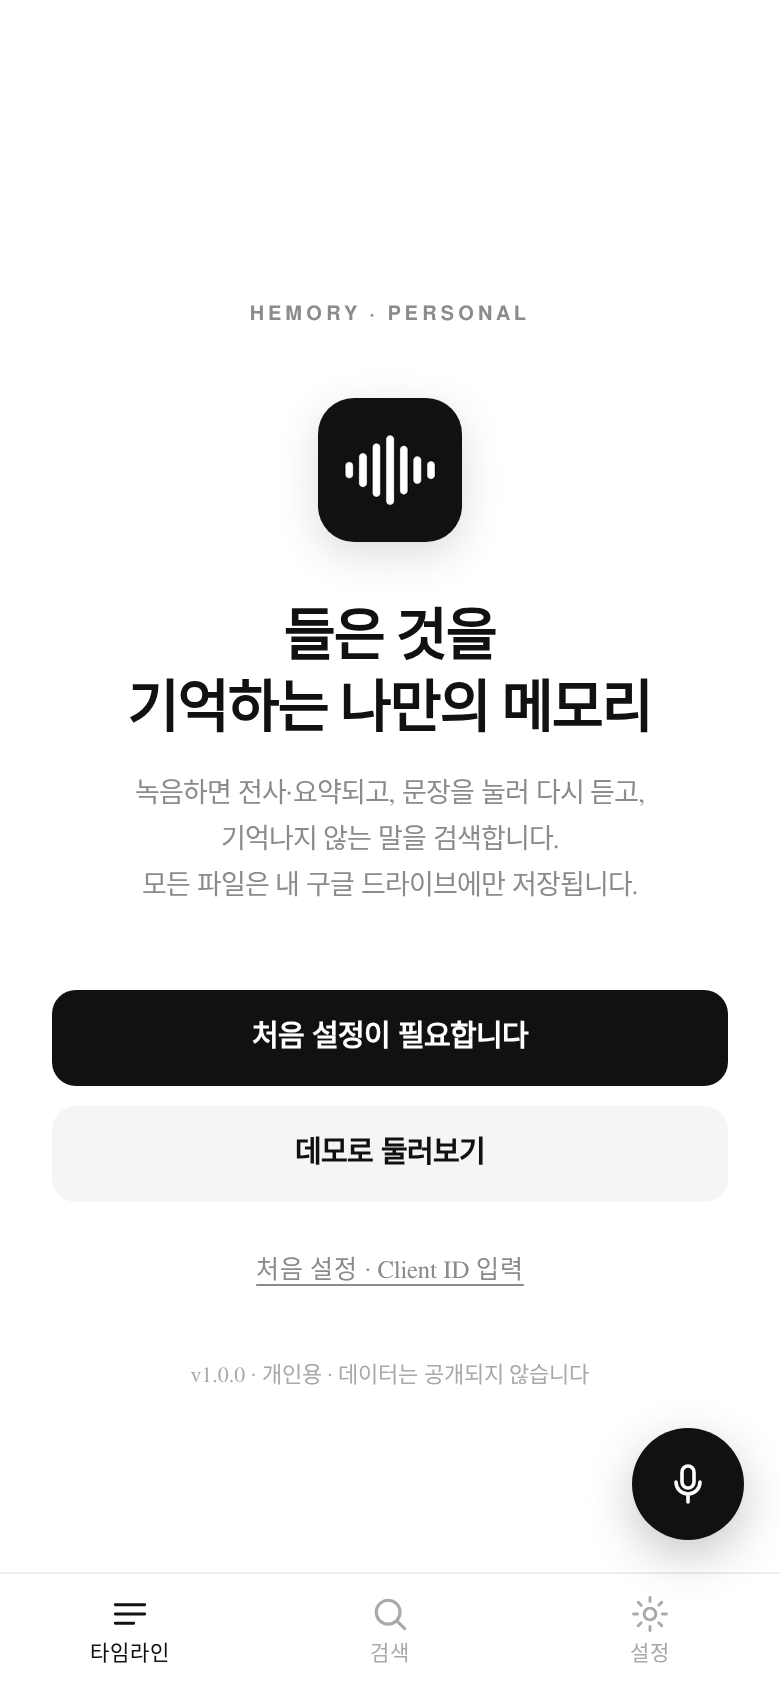 HEMORY · PERSONAL
들은 것을
기억하는 나만의 메모리
녹음하면 전사·요약되고, 문장을 눌러 다시 듣고,
기억나지 않는 말을 검색합니다.
모든 파일은 내 구글 드라이브에만 저장됩니다.
처음 설정이 필요합니다
데모로 둘러보기
처음 설정 · Client ID 입력
v1.0.0 · 개인용 · 데이터는 공개되지 않습니다
타임라인
검색
설정